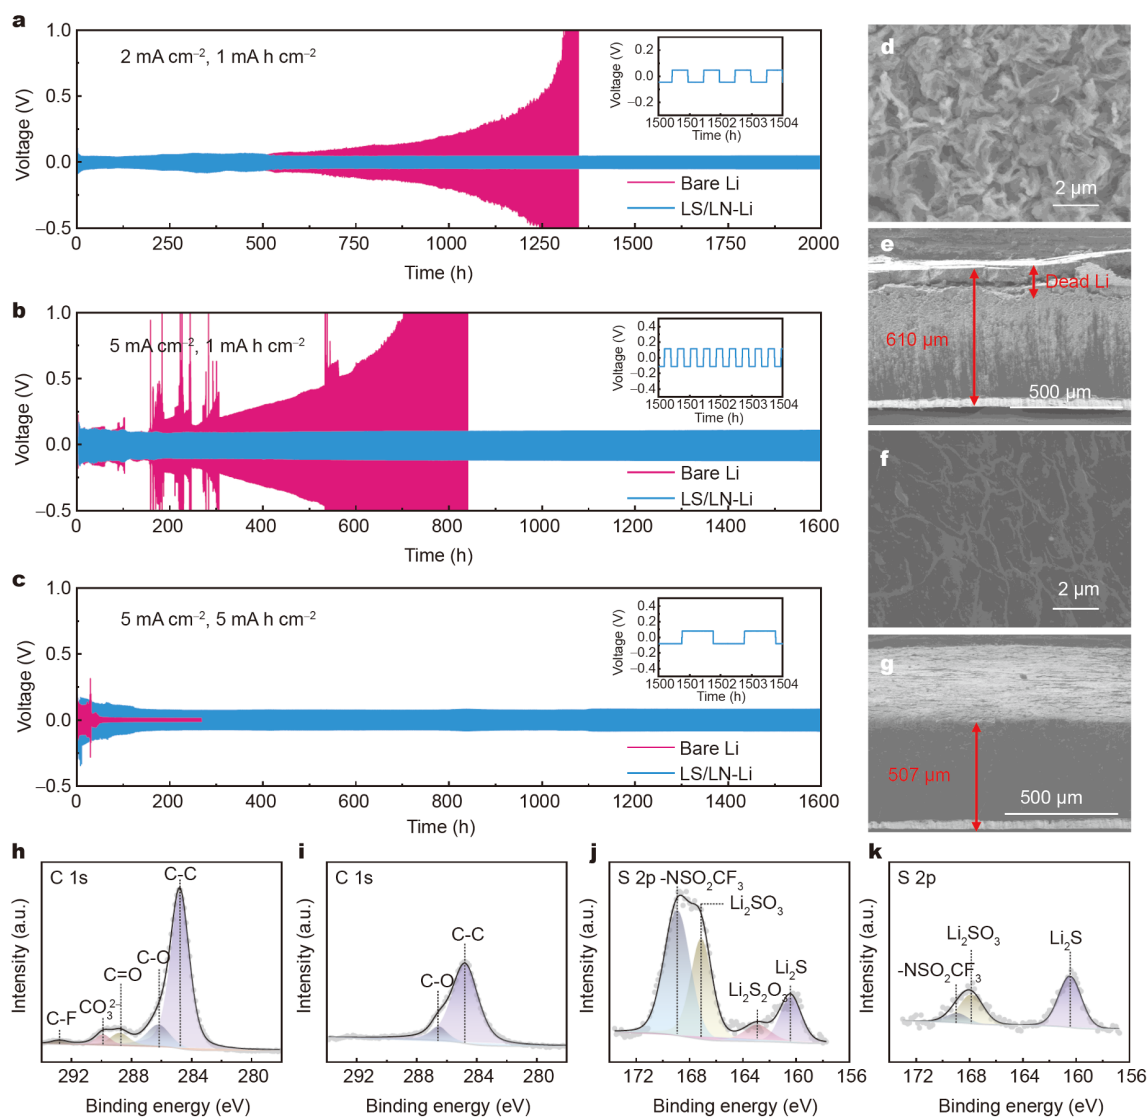 a
2 mA cm⁻², 1 mA h cm⁻²
Voltage (V)
1.0
0.5
0.0
−0.5
0 250 500 750 1000 1250 1500 1750 2000
Time (h)
Bare Li
LS/LN-Li
Voltage (V)
0.2
0.0
−0.2
1500 1501 1502 1503 1504
Time (h)
b
5 mA cm⁻², 1 mA h cm⁻²
Voltage (V)
1.0
0.5
0.0
−0.5
0 200 400 600 800 1000 1200 1400 1600
Time (h)
Bare Li
LS/LN-Li
Voltage (V)
0.4
0.2
0.0
−0.2
−0.4
1500 1501 1502 1503 1504
Time (h)
c
5 mA cm⁻², 5 mA h cm⁻²
Voltage (V)
1.0
0.5
0.0
−0.5
0 200 400 600 800 1000 1200 1400 1600
Time (h)
Bare Li
LS/LN-Li
Voltage (V)
0.4
0.2
0.0
−0.2
−0.4
1500 1501 1502 1503 1504
Time (h)
d
2 μm
e
Dead Li
610 μm
500 μm
f
2 μm
g
507 μm
500 μm
h
C 1s
C-C
C-O
C=O
CO₃²⁻
C-F
Intensity (a.u.)
292 288 284 280
Binding energy (eV)
i
C 1s
C-C
C-O
Intensity (a.u.)
292 288 284 280
Binding energy (eV)
j
S 2p -NSO₂CF₃
Li₂SO₃
Li₂S
Li₂S₂O₃
Intensity (a.u.)
172 168 164 160 156
Binding energy (eV)
k
S 2p
Li₂SO₃
Li₂S
-NSO₂CF₃
Intensity (a.u.)
172 168 164 160 156
Binding energy (eV)